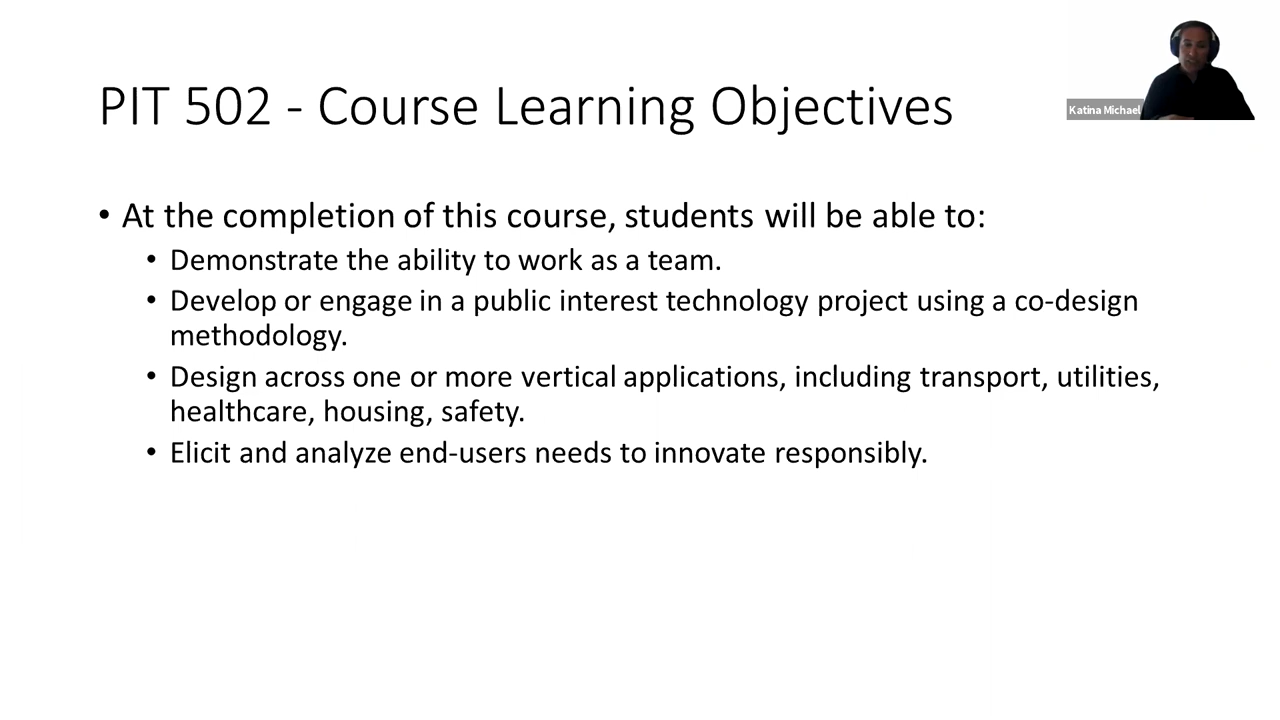 PIT 502 - Course Learning Objectives
Katina Michael
• At the completion of this course, students will be able to:
• Demonstrate the ability to work as a team.
• Develop or engage in a public interest technology project using a co-design
methodology.
• Design across one or more vertical applications, including transport, utilities,
healthcare, housing, safety.
• Elicit and analyze end-users needs to innovate responsibly.